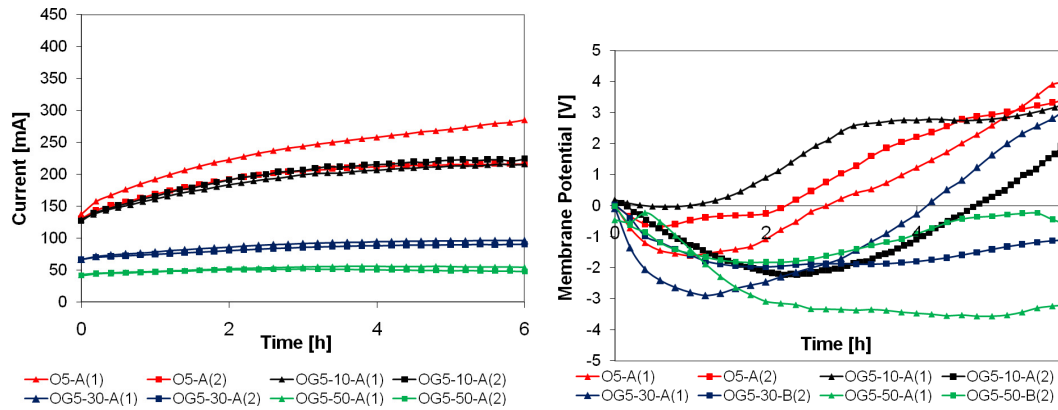 450
400
350
300
250
200
150
100
50
0
Current [mA]
0 2 4 6
Time [h]
O5-A(1) O5-A(2) OG5-10-A(1) OG5-10-A(2)
OG5-30-A(1) OG5-30-A(2) OG5-50-A(1) OG5-50-A(2)
5
4
3
2
1
0
-1
-2
-3
-4
-5
Membrane Potential [V]
0 2 4
Time [h]
O5-A(1) O5-A(2) OG5-10-A(1) OG5-10-A(2)
OG5-30-A(1) OG5-30-B(2) OG5-50-A(1) OG5-50-B(2)